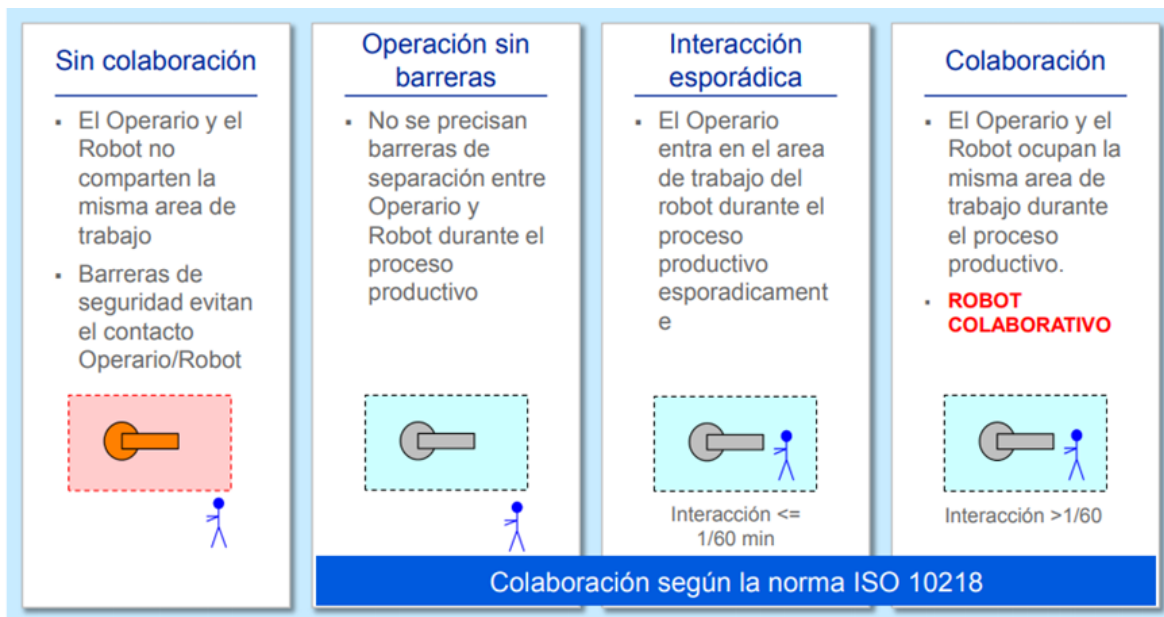 Sin colaboración
▪ El Operario y el
Robot no
comparten la
misma area de
trabajo
▪ Barreras de
seguridad evitan
el contacto
Operario/Robot
Operación sin
barreras
▪ No se precisan
barreras de
separación entre
Operario y
Robot durante el
proceso
productivo
Interacción
esporádica
▪ El Operario
entra en el area
de trabajo del
robot durante el
proceso
productivo
esporadicament
e
Interacción <=
1/60 min
Colaboración
▪ El Operario y el
Robot ocupan la
misma area de
trabajo durante
el proceso
productivo.
▪ ROBOT
COLABORATIVO
Interacción >1/60
Colaboración según la norma ISO 10218